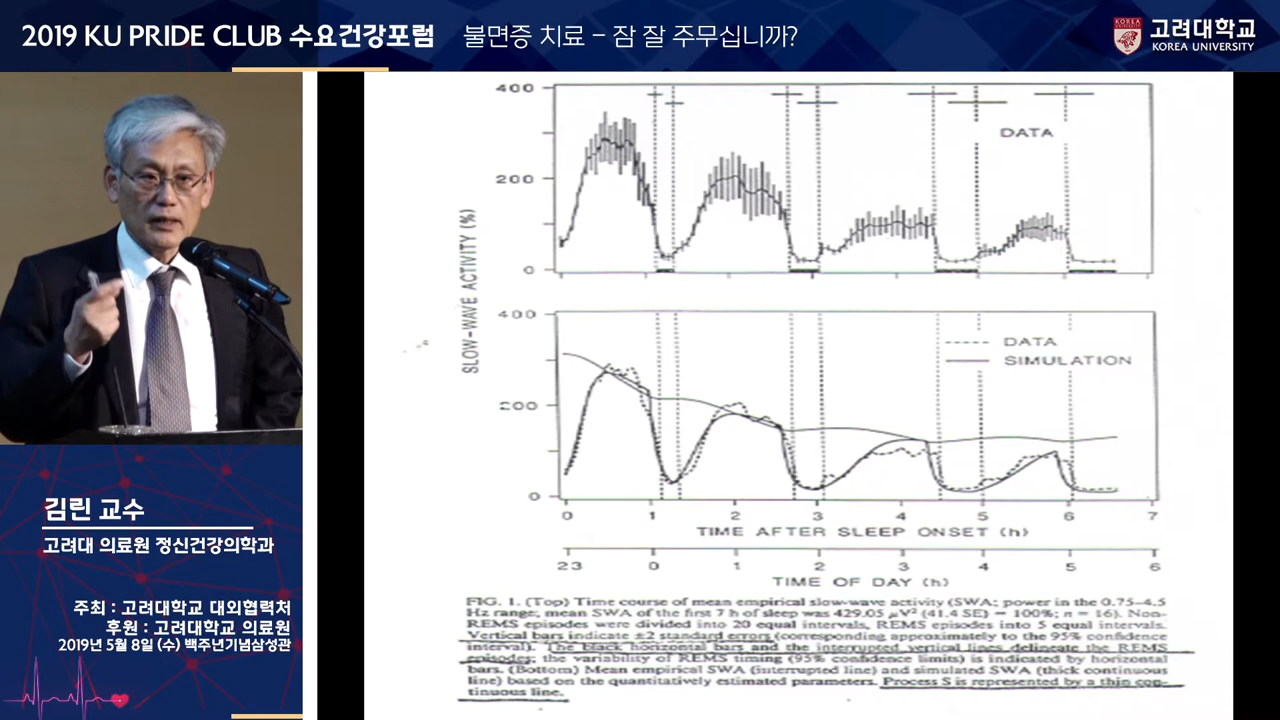 2019 KU PRIDE CLUB 수요건강포럼 불면증 치료 – 잠 잘 주무십니까?
KOREA
고려대학교
KOREA UNIVERSITY
400
200
0
DATA
SLOW-WAVE ACTIVITY (%)
400
200
0
DATA
SIMULATION
0 1 2 3 4 5 6 7
TIME AFTER SLEEP ONSET (h)
23 0 1 2 3 4 5 6
TIME OF DAY (h)
FIG. 1. (Top) Time course of mean empirical slow-wave activity (SWA; power in the 0.75–4.5
Hz range; mean SWA of the first 7 h of sleep was 429.05 μV² (41.4 SE) = 100%; n = 16). Non-
REMS episodes were divided into 20 equal intervals, REMS episodes into 5 equal intervals.
Vertical bars indicate ±2 standard errors (corresponding approximately to the 95% confidence
interval). The black horizontal bars and the interrupted vertical lines delineate the REMS
episodes; the variability of REMS timing (95% confidence limits) is indicated by horizontal
bars. (Bottom) Mean empirical SWA (interrupted line) and simulated SWA (thick continuous
line) based on the quantitatively estimated parameters. Process S is represented by a thin con-
tinuous line.
김린 교수
고려대 의료원 정신건강의학과
주최 : 고려대학교 대외협력처
후원 : 고려대학교 의료원
2019년 5월 8일 (수) 백주년기념삼성관